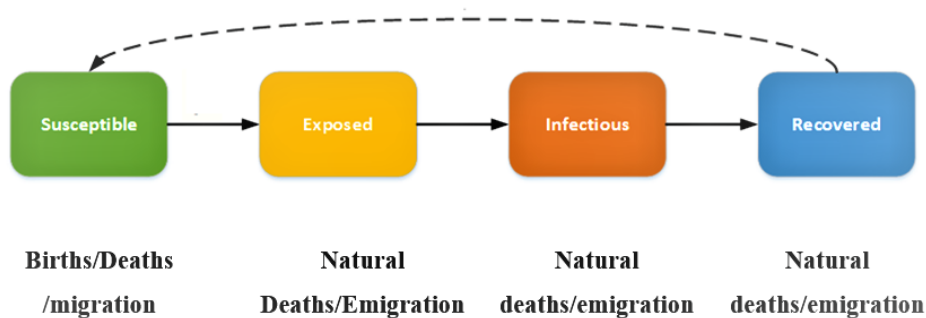 Susceptible
Exposed
Infectious
Recovered
Births/Deaths
/migration
Natural
Deaths/Emigration
Natural
deaths/emigration
Natural
deaths/emigration